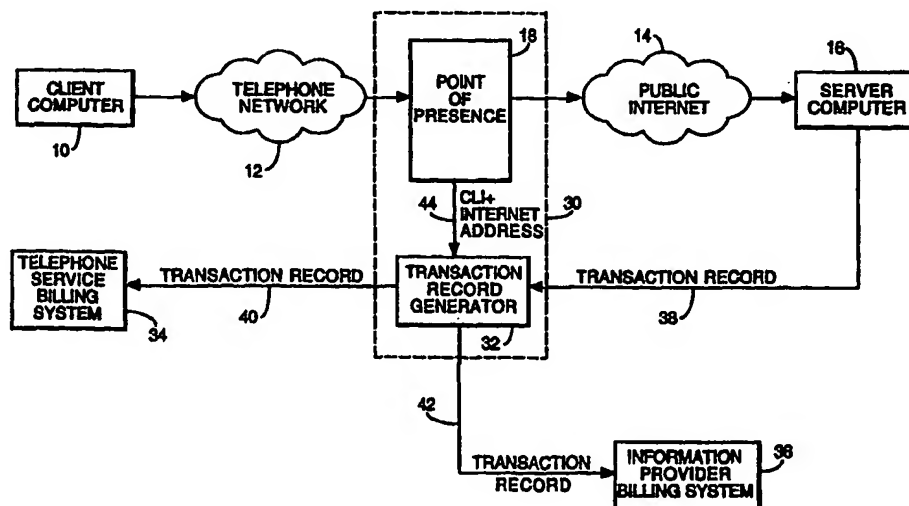 18
14
16
CLIENT
COMPUTER
TELEPHONE
NETWORK
POINT
OF
PRESENCE
PUBLIC
INTERNET
SERVER
COMPUTER
10
12
44
CLI+
INTERNET
ADDRESS
30
TELEPHONE
SERVICE
BILLING
SYSTEM
TRANSACTION RECORD
TRANSACTION
RECORD
GENERATOR
TRANSACTION RECORD
40
38
34
32
42
TRANSACTION
RECORD
INFORMATION
PROVIDER
BILLING SYSTEM
36